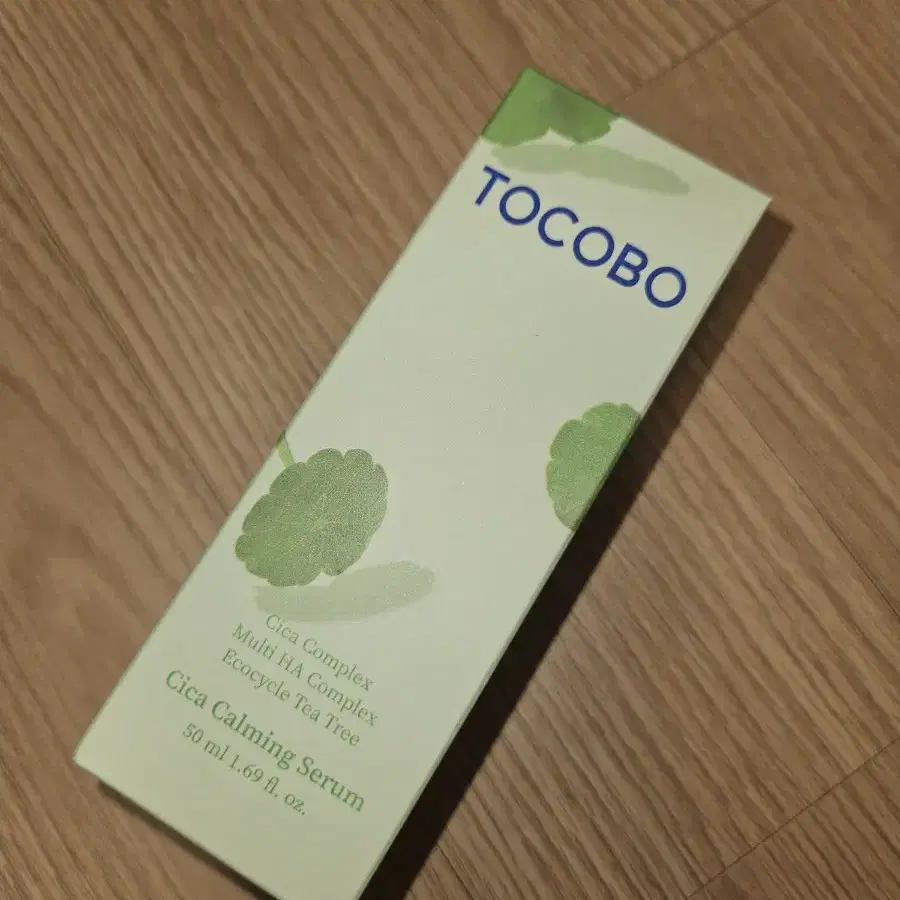 TOCOBO
Cica Complex
Multi HA Complex
Ecocycle Tea Tree
Cica Calming Serum
50 ml 1.69 fl. oz.